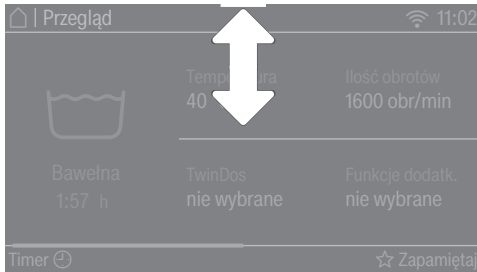 | Przegląd 11:02
Temperatura
40
Ilość obrotów
1600 obr/min
Bawełna
1:57 h
TwinDos
nie wybrane
Funkcje dodatk.
nie wybrane
Timer
Zapamiętaj